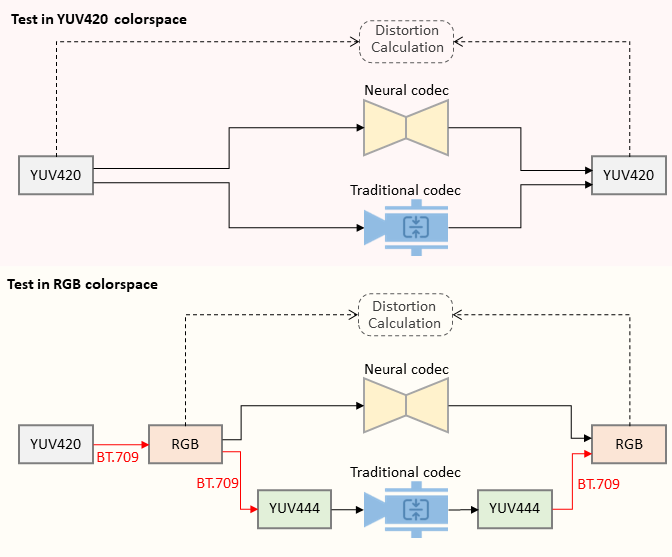 Test in YUV420 colorspace
Distortion
Calculation
Neural codec
YUV420
YUV420
Traditional codec
Test in RGB colorspace
Distortion
Calculation
Neural codec
YUV420
BT.709
RGB
RGB
BT.709
Traditional codec
BT.709
YUV444
YUV444